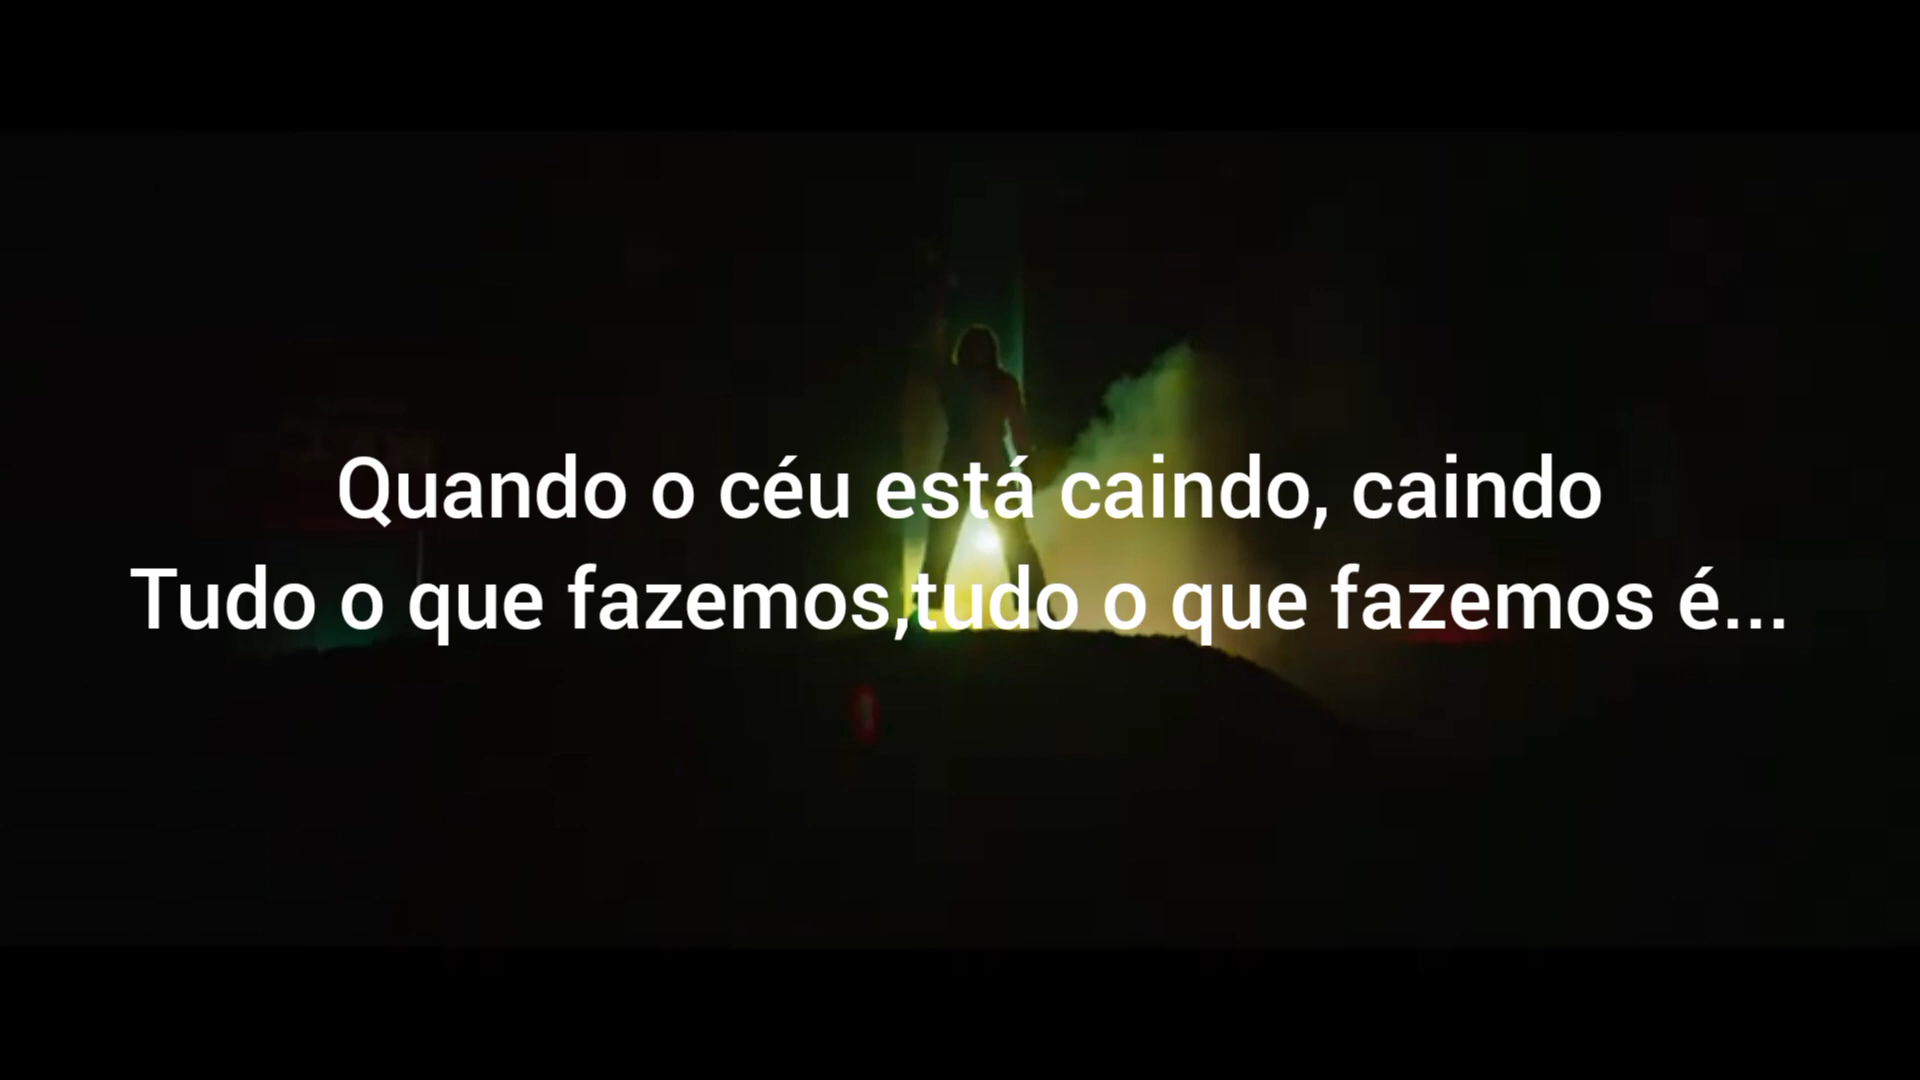 Quando o céu está caindo, caindo
Tudo o que fazemos,tudo o que fazemos é...